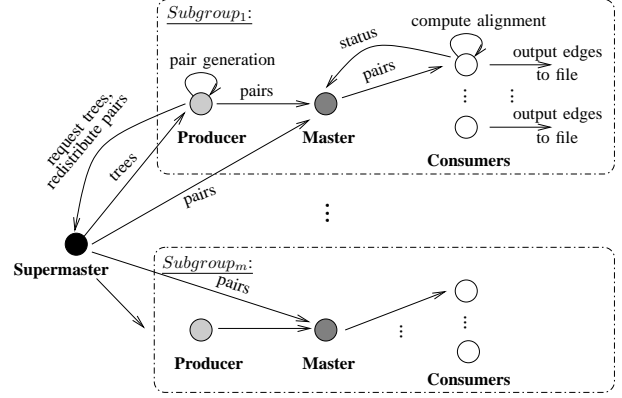 Subgroup₁:
compute alignment
status
output edges
to file
pair generation
pairs
pairs
... ...
output edges
to file
Producer
Master
Consumers
request trees,
redistribute pairs
trees
pairs
...
Supermaster
Subgroupₘ:
pairs
... ...
Producer
Master
Consumers